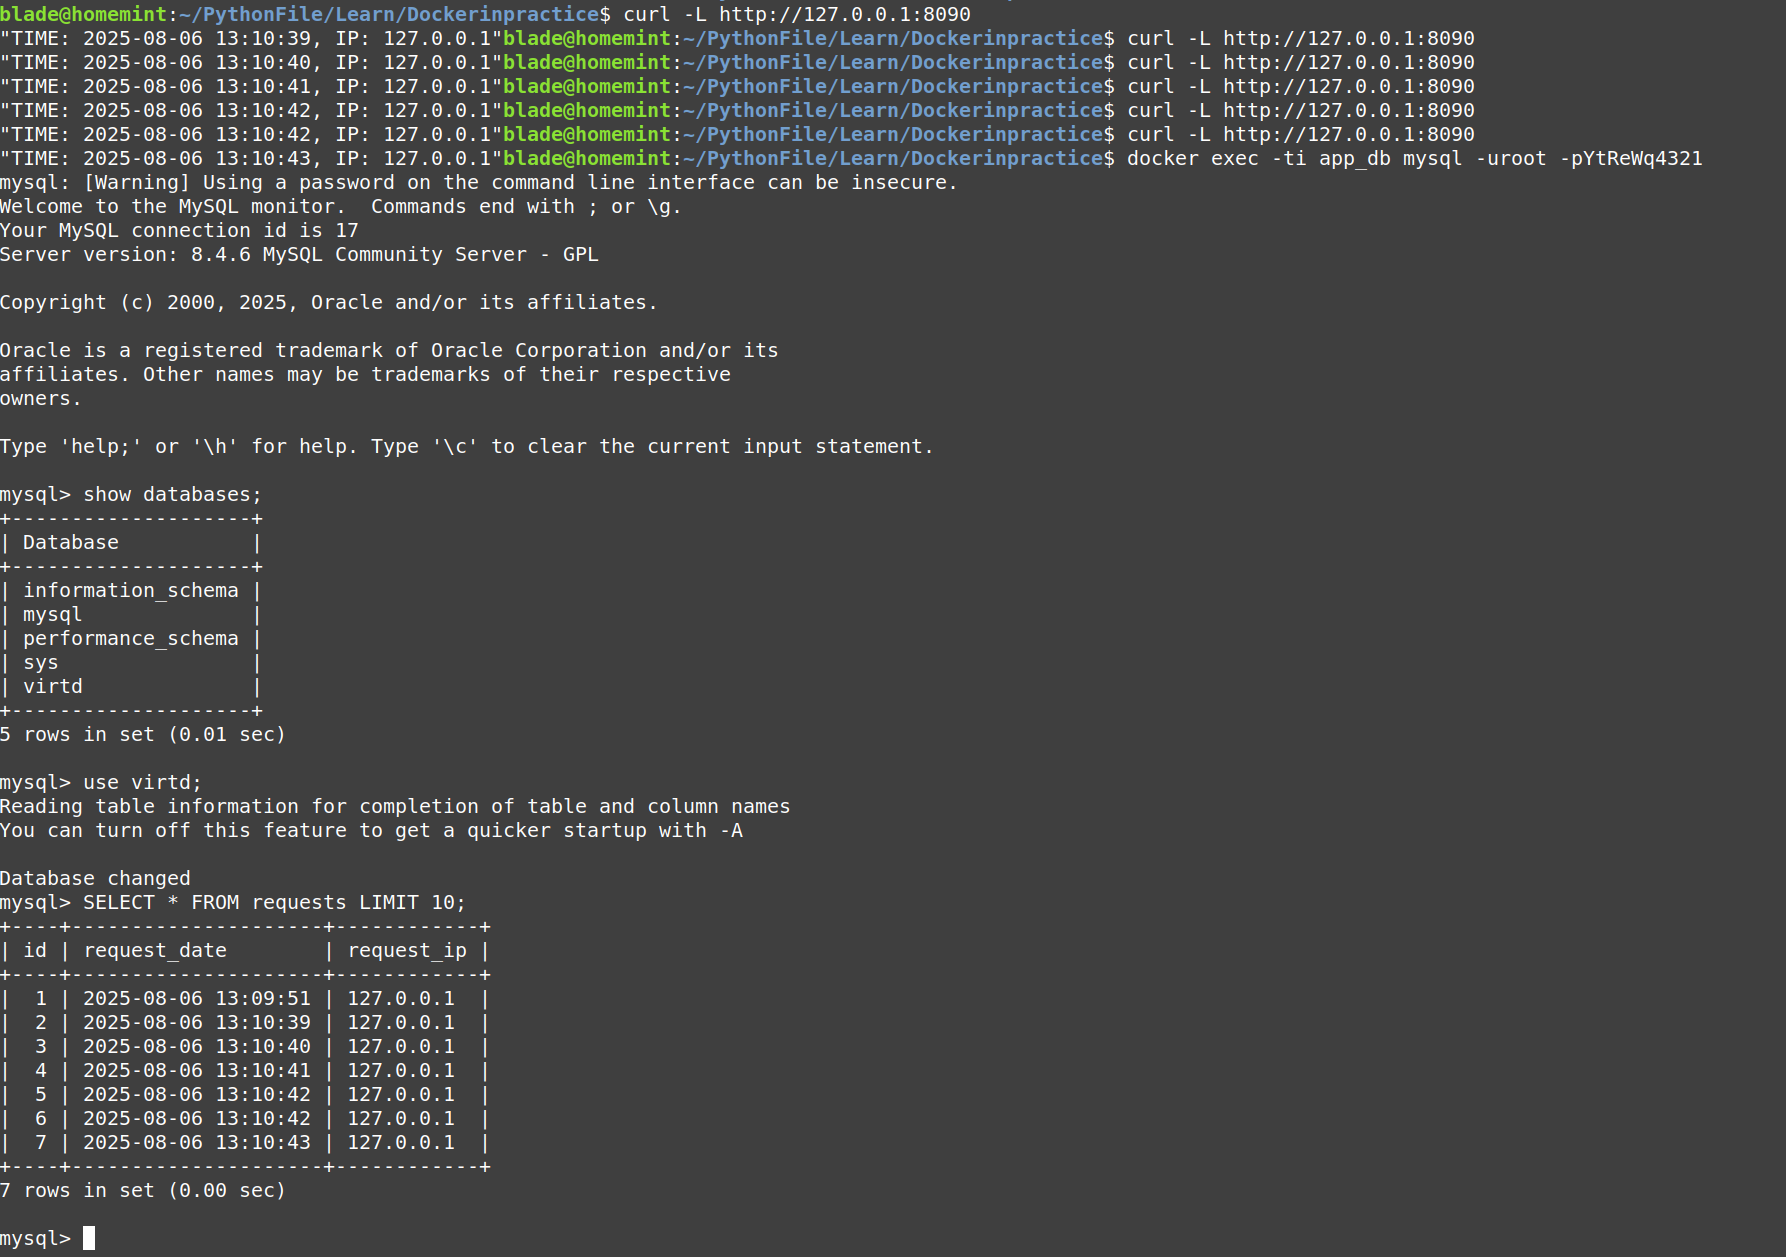 blade@homemint:~/PythonFile/Learn/Dockerinpractice$ curl -L http://127.0.0.1:8090
"TIME: 2025-08-06 13:10:39, IP: 127.0.0.1"blade@homemint:~/PythonFile/Learn/Dockerinpractice$ curl -L http://127.0.0.1:8090
"TIME: 2025-08-06 13:10:40, IP: 127.0.0.1"blade@homemint:~/PythonFile/Learn/Dockerinpractice$ curl -L http://127.0.0.1:8090
"TIME: 2025-08-06 13:10:41, IP: 127.0.0.1"blade@homemint:~/PythonFile/Learn/Dockerinpractice$ curl -L http://127.0.0.1:8090
"TIME: 2025-08-06 13:10:42, IP: 127.0.0.1"blade@homemint:~/PythonFile/Learn/Dockerinpractice$ curl -L http://127.0.0.1:8090
"TIME: 2025-08-06 13:10:42, IP: 127.0.0.1"blade@homemint:~/PythonFile/Learn/Dockerinpractice$ curl -L http://127.0.0.1:8090
"TIME: 2025-08-06 13:10:43, IP: 127.0.0.1"blade@homemint:~/PythonFile/Learn/Dockerinpractice$ docker exec -ti app_db mysql -uroot -pYtReWq4321
mysql: [Warning] Using a password on the command line interface can be insecure.
Welcome to the MySQL monitor.  Commands end with ; or \g.
Your MySQL connection id is 17
Server version: 8.4.6 MySQL Community Server - GPL

Copyright (c) 2000, 2025, Oracle and/or its affiliates.

Oracle is a registered trademark of Oracle Corporation and/or its
affiliates. Other names may be trademarks of their respective
owners.

Type 'help;' or '\h' for help. Type '\c' to clear the current input statement.

mysql> show databases;
+--------------------+
| Database           |
+--------------------+
| information_schema |
| mysql              |
| performance_schema |
| sys                |
| virtd              |
+--------------------+
5 rows in set (0.01 sec)

mysql> use virtd;
Reading table information for completion of table and column names
You can turn off this feature to get a quicker startup with -A

Database changed
mysql> SELECT * FROM requests LIMIT 10;
+----+---------------------+------------+
| id | request_date        | request_ip |
+----+---------------------+------------+
|  1 | 2025-08-06 13:09:51 | 127.0.0.1  |
|  2 | 2025-08-06 13:10:39 | 127.0.0.1  |
|  3 | 2025-08-06 13:10:40 | 127.0.0.1  |
|  4 | 2025-08-06 13:10:41 | 127.0.0.1  |
|  5 | 2025-08-06 13:10:42 | 127.0.0.1  |
|  6 | 2025-08-06 13:10:42 | 127.0.0.1  |
|  7 | 2025-08-06 13:10:43 | 127.0.0.1  |
+----+---------------------+------------+
7 rows in set (0.00 sec)

mysql>